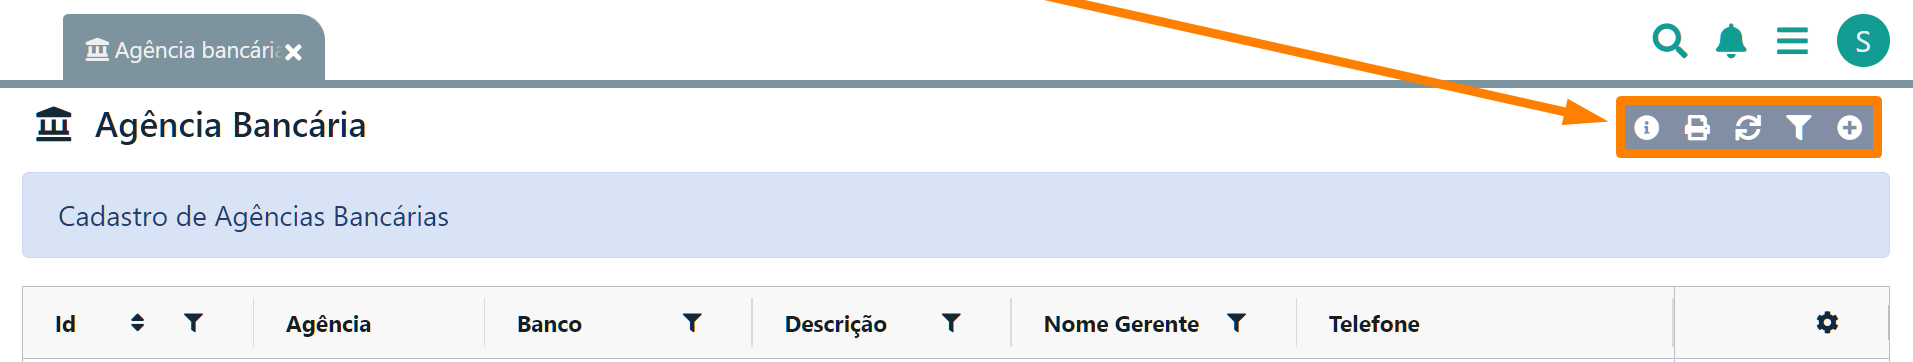 Agência bancária
S
Agência Bancária
Cadastro de Agências Bancárias
Id Agência Banco Descrição Nome Gerente Telefone